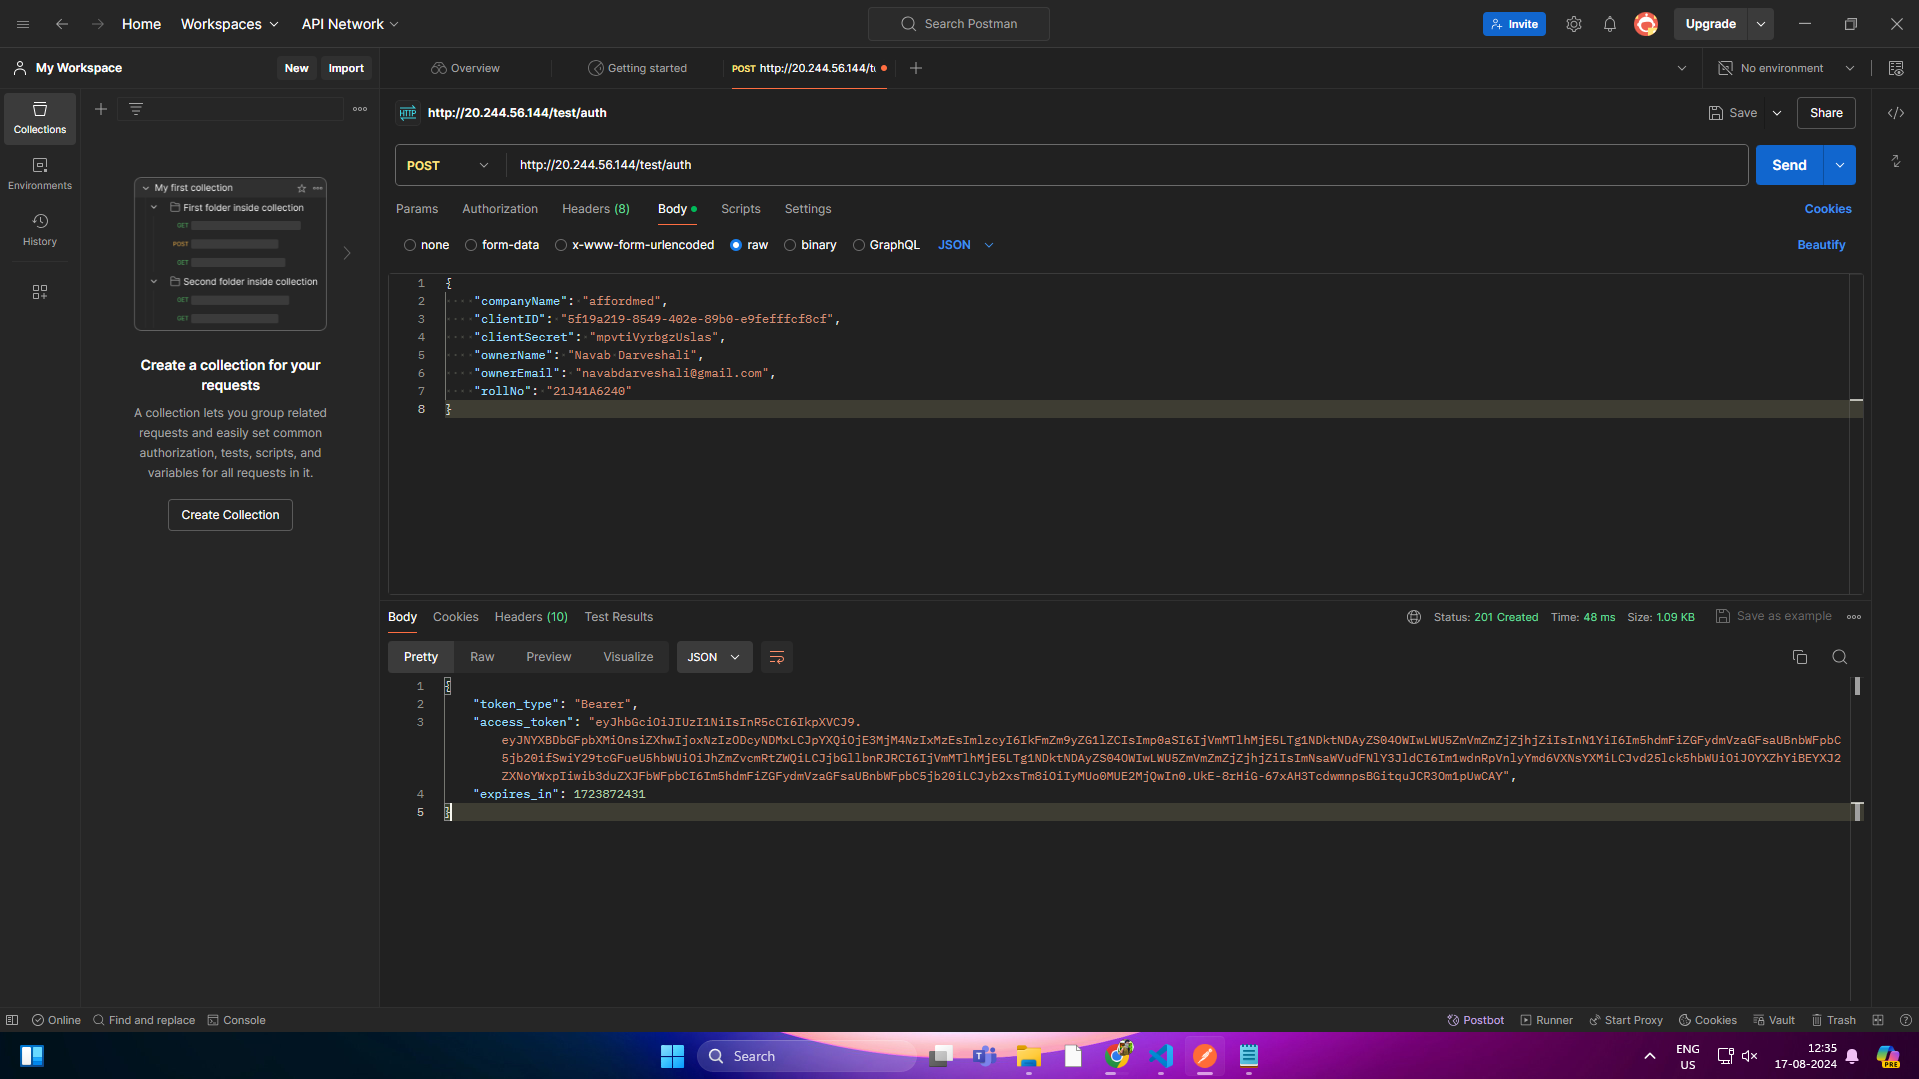 Home Workspaces API Network Search Postman Invite Upgrade
My Workspace New Import Overview Getting started POST http://20.244.56.144/t No environment
Collections
Environments
History
My first collection
First folder inside collection
GET
POST
GET
Second folder inside collection
GET
GET
Create a collection for your
requests
A collection lets you group related
requests and easily set common
authorization, tests, scripts, and
variables for all requests in it.
Create Collection
HTTP http://20.244.56.144/test/auth Save Share
POST http://20.244.56.144/test/auth Send
Params Authorization Headers (8) Body Scripts Settings Cookies
none form-data x-www-form-urlencoded raw binary GraphQL JSON Beautify
1 {
2 "companyName": "affordmed",
3 "clientID": "5f19a219-8549-402e-89b0-e9fefffcf8cf",
4 "clientSecret": "mpvtiVyrbgzUslas",
5 "ownerName": "Navab Darveshali",
6 "ownerEmail": "navabdarveshali@gmail.com",
7 "rollNo": "21J41A6240"
8 }
Body Cookies Headers (10) Test Results Status: 201 Created Time: 48 ms Size: 1.09 KB Save as example
Pretty Raw Preview Visualize JSON
1 {
2 "token_type": "Bearer",
3 "access_token": "eyJhbGciOiJIUzI1NiIsInR5cCI6IkpXVCJ9.
4 "expires_in": 1723872431
5 }
Online Find and replace Console Postbot Runner Start Proxy Cookies Vault Trash
Search
ENG
US
12:35
17-08-2024
PRE